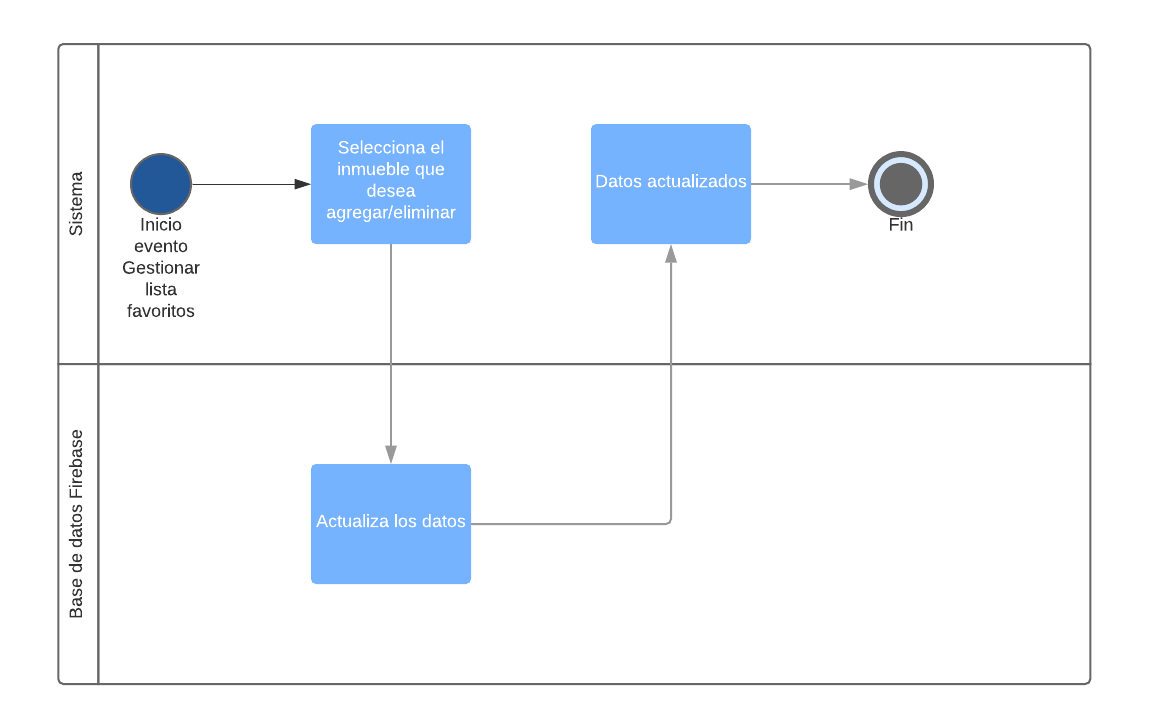 Sistema
Inicio
evento
Gestionar
lista
favoritos
Selecciona el
inmueble que
desea
agregar/eliminar
Datos actualizados
Fin
Base de datos Firebase
Actualiza los datos